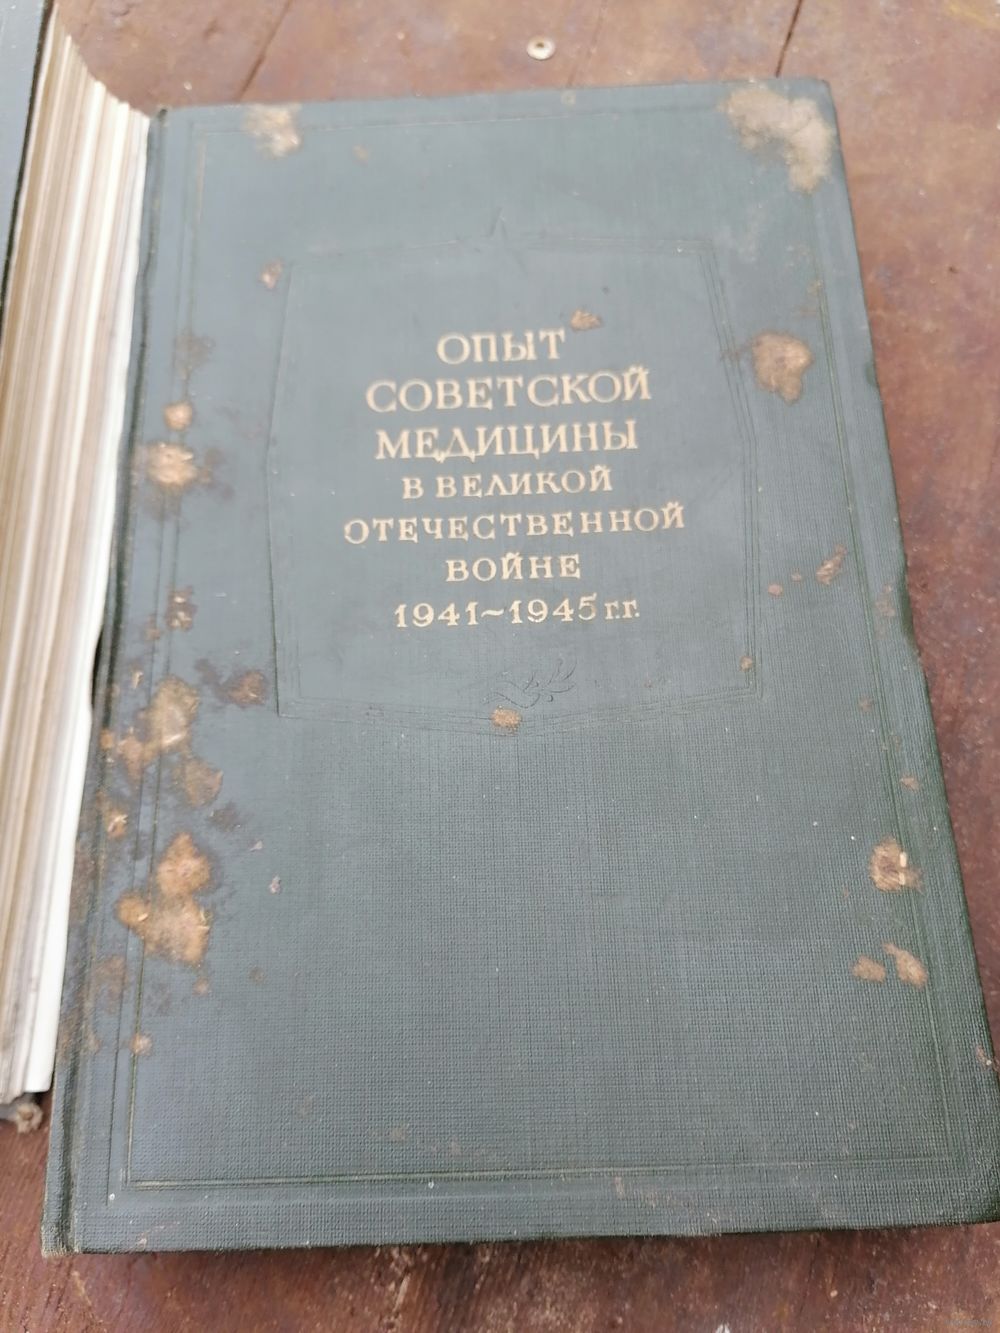 ОПЫТ
СОВЕТСКОЙ
МЕДИЦИНЫ
В ВЕЛИКОЙ
ОТЕЧЕСТВЕННОЙ
ВОЙНЕ
1941~1945 г.г.